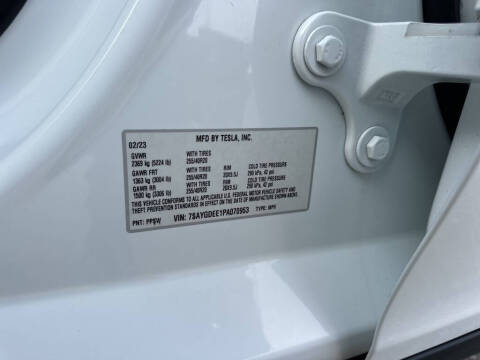 MFD BY TESLA, INC.
02/23
GVWR WITH TIRES
2369 kg (5224 lb) 255/40R20
GAWR FRT WITH TIRES RIM COLD TIRE PRESSURE
1363 kg (3004 lb) 255/40R20 20X9.5J 290 kPa, 42 psi
GAWR RR WITH TIRES RIM COLD TIRE PRESSURE
1500 kg (3306 lb) 255/40R20 20X9.5J 290 kPa, 42 psi
THIS VEHICLE CONFORMS TO ALL APPLICABLE U.S. FEDERAL MOTOR VEHICLE SAFETY AND
THEFT PREVENTION STANDARDS IN EFFECT ON THE DATE OF MANUFACTURE SHOWN ABOVE.
PNT: PPSW VIN: 7SAYGDEE1PA070953 TYPE: MPV